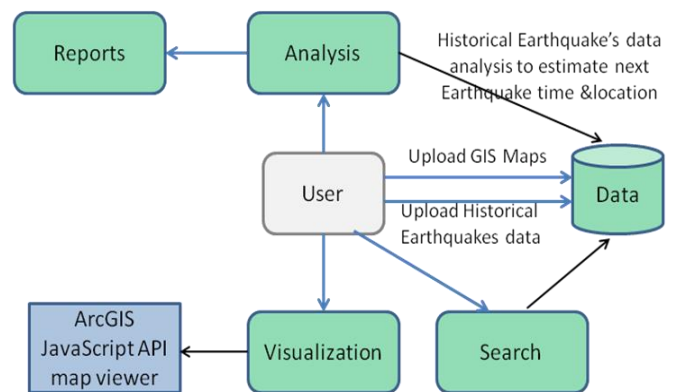 Reports
Analysis
Historical Earthquake's data
analysis to estimate next
Earthquake time &location
User
Upload GIS Maps
Upload Historical
Earthquakes data
Data
ArcGIS
JavaScript API
map viewer
Visualization
Search